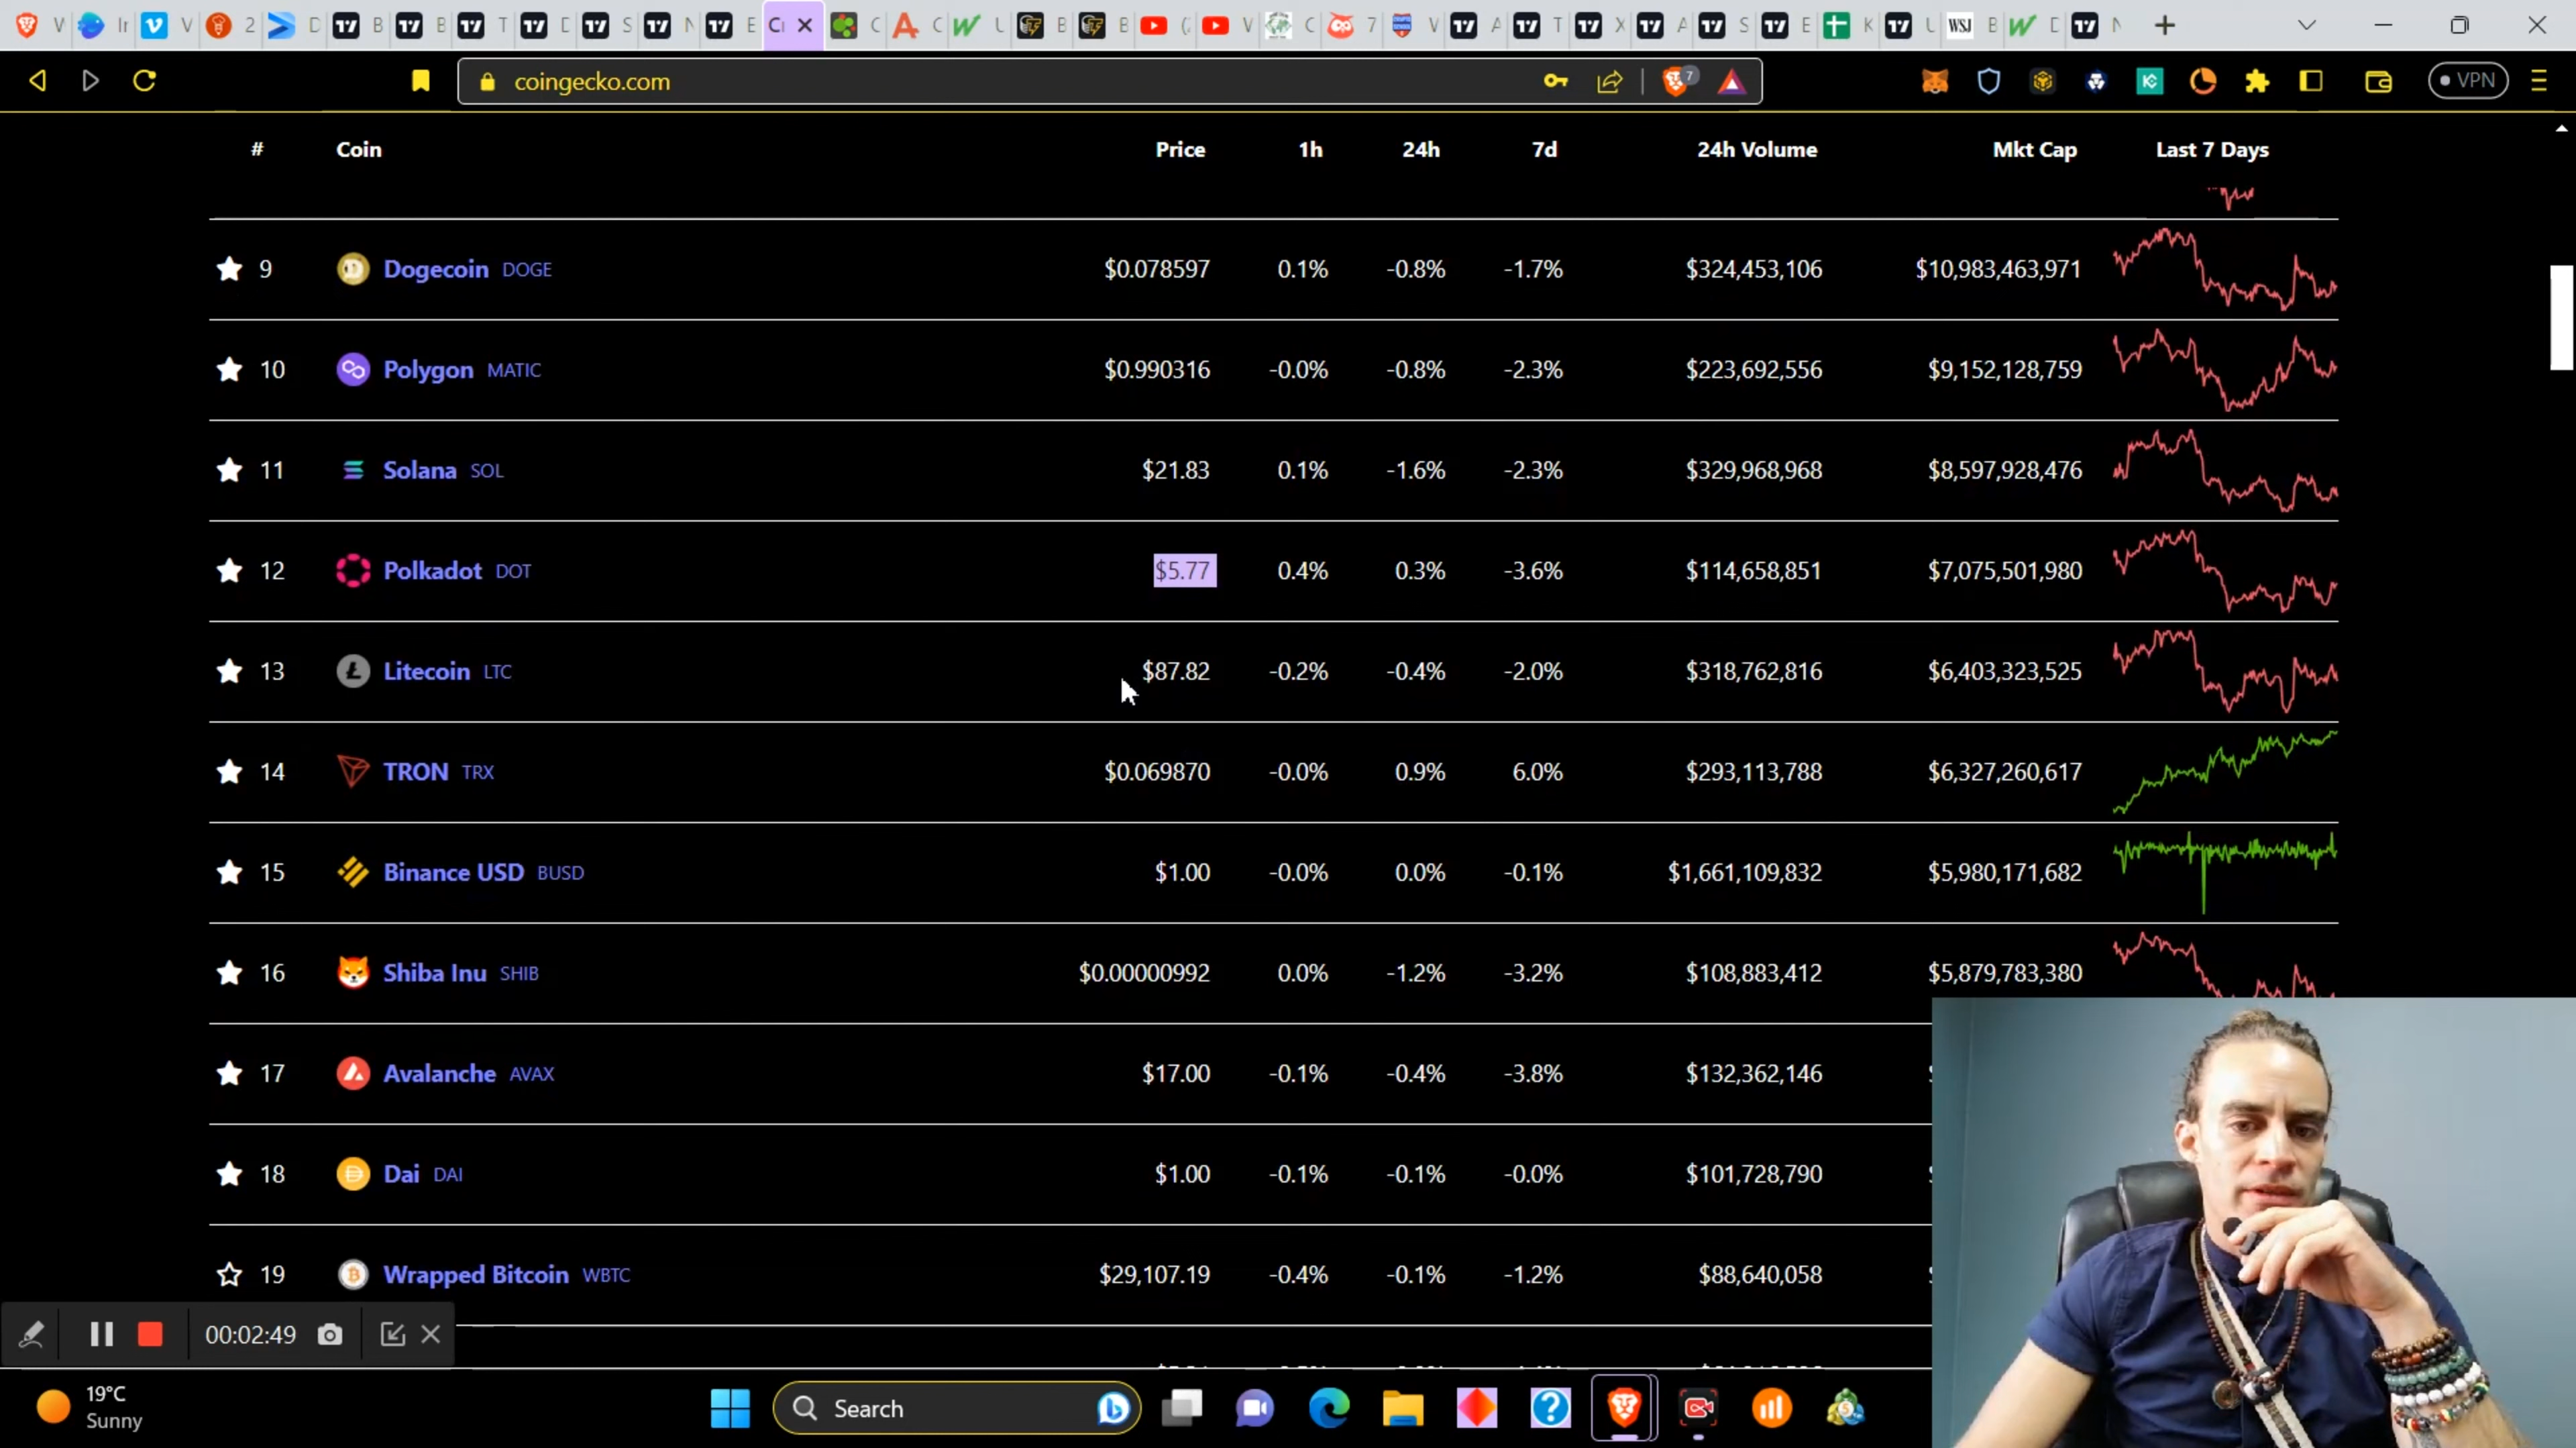 coingecko.com
7
VPN
# Coin Price 1h 24h 7d 24h Volume Mkt Cap Last 7 Days
9 Dogecoin DOGE $0.078597 0.1% -0.8% -1.7% $324,453,106 $10,983,463,971
10 Polygon MATIC $0.990316 -0.0% -0.8% -2.3% $223,692,556 $9,152,128,759
11 Solana SOL $21.83 0.1% -1.6% -2.3% $329,968,968 $8,597,928,476
12 Polkadot DOT $5.77 0.4% 0.3% -3.6% $114,658,851 $7,075,501,980
13 Litecoin LTC $87.82 -0.2% -0.4% -2.0% $318,762,816 $6,403,323,525
14 TRON TRX $0.069870 -0.0% 0.9% 6.0% $293,113,788 $6,327,260,617
15 Binance USD BUSD $1.00 -0.0% 0.0% -0.1% $1,661,109,832 $5,980,171,682
16 Shiba Inu SHIB $0.00000992 0.0% -1.2% -3.2% $108,883,412 $5,879,783,380
17 Avalanche AVAX $17.00 -0.1% -0.4% -3.8% $132,362,146
18 Dai DAI $1.00 -0.1% -0.1% -0.0% $101,728,790
19 Wrapped Bitcoin WBTC $29,107.19 -0.4% -0.1% -1.2% $88,640,058
00:02:49
19°C
Sunny
Search